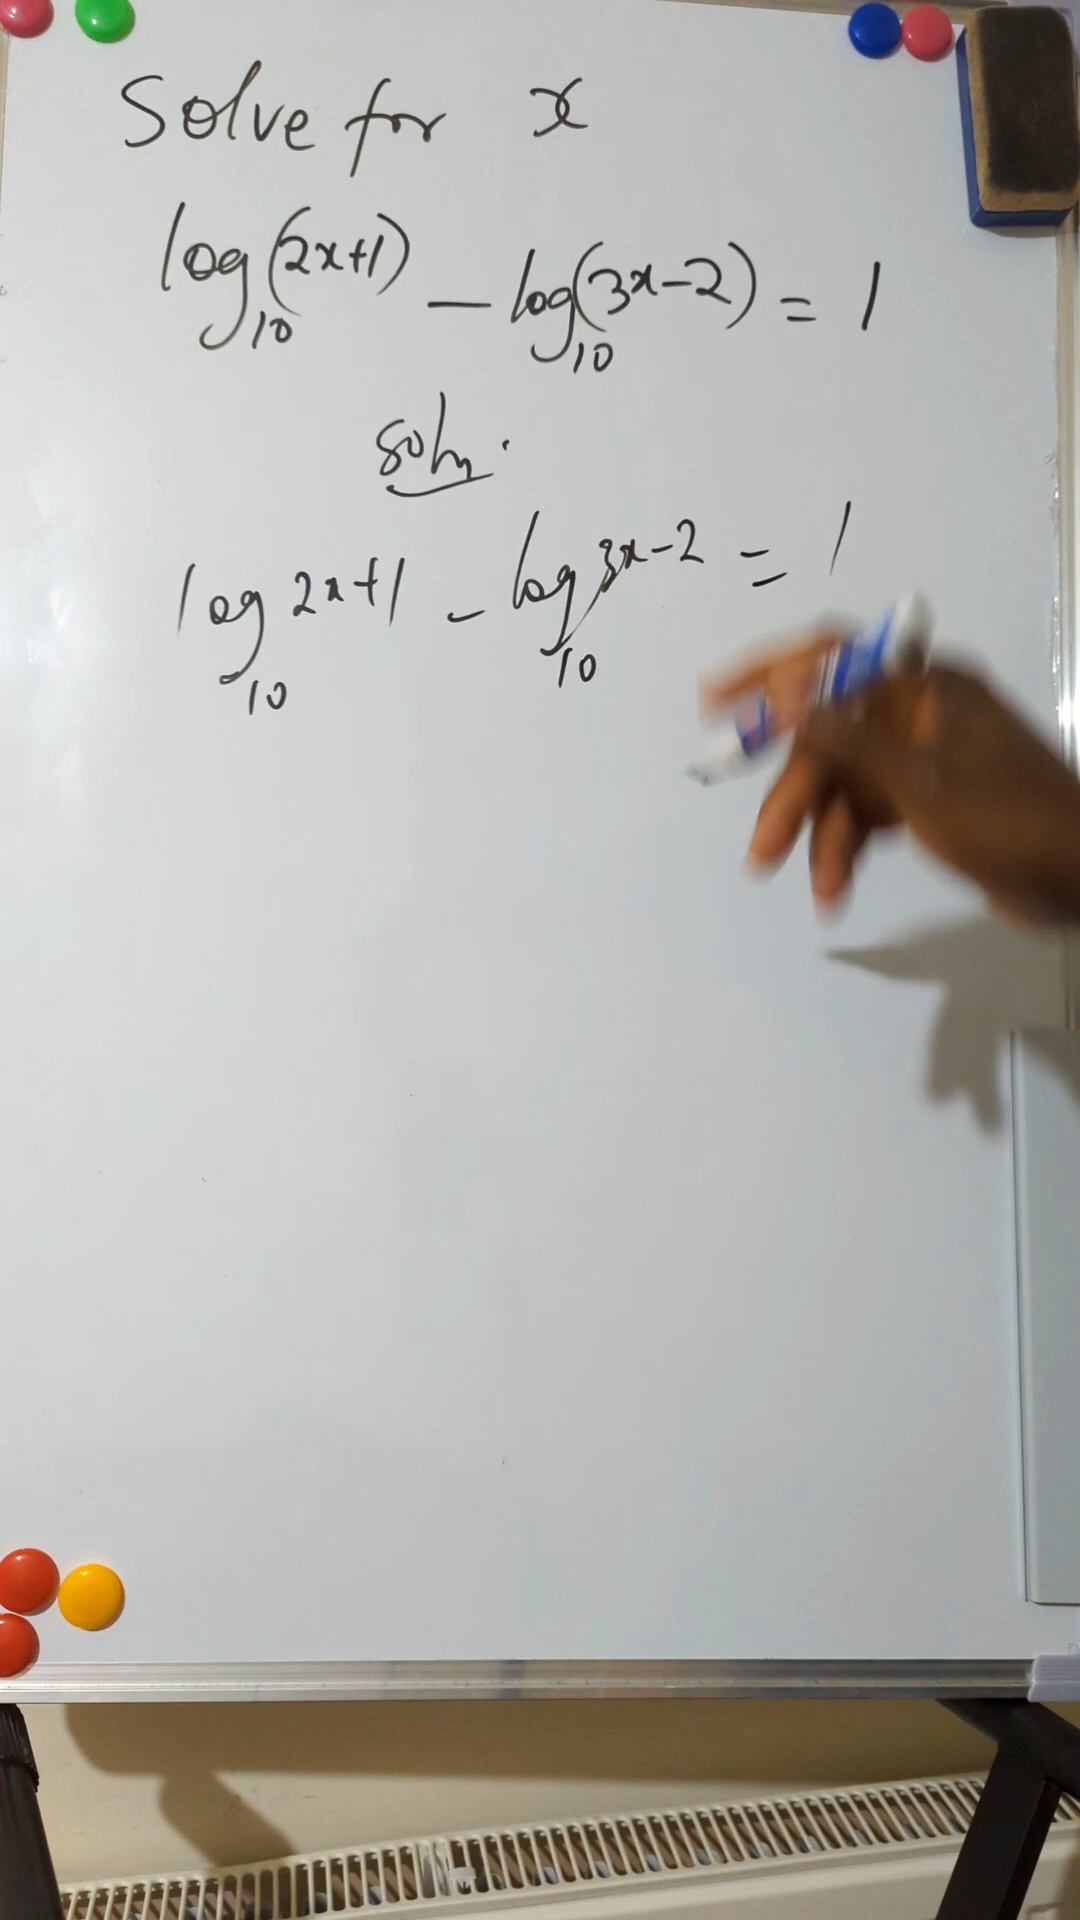 Solve for x
log₁₀(2x+1) - log₁₀(3x-2) = 1
soln.
log₁₀ 2x+1 - log₁₀ 3x-2 = 1